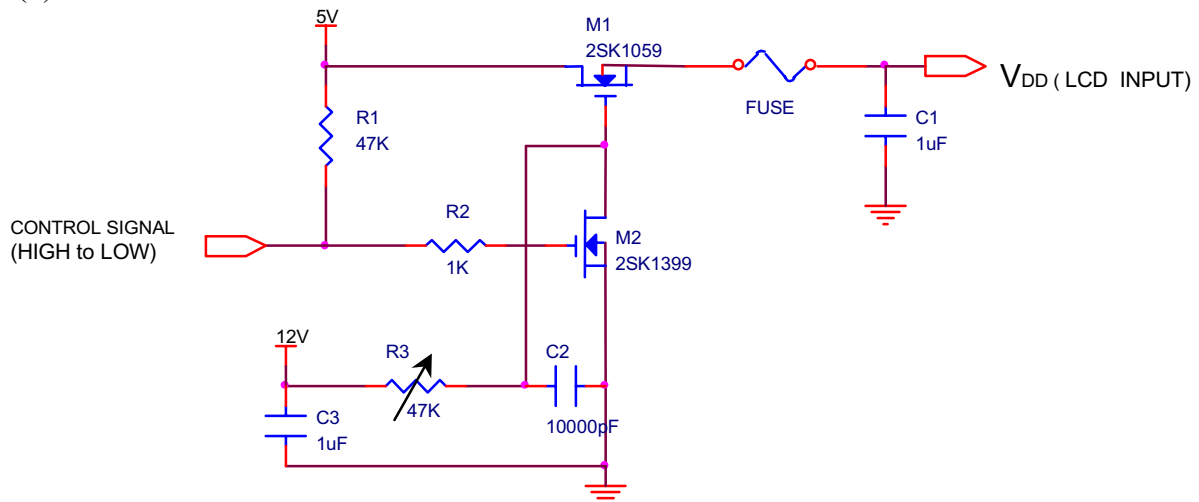 5V
M1
2SK1059
R1
47K
FUSE
VDD ( LCD INPUT)
C1
1uF
CONTROL SIGNAL
(HIGH to LOW)
R2
1K
M2
2SK1399
12V
R3
47K
C2
10000pF
C3
1uF